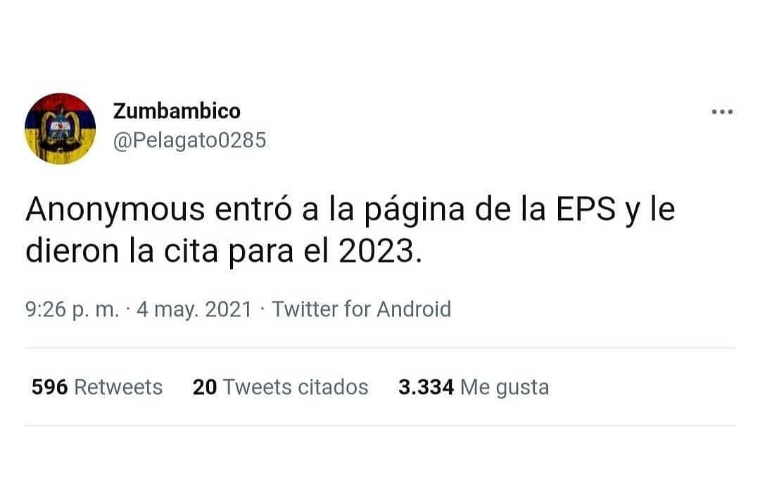 Zumbambico
@Pelagato0285
Anonymous entró a la página de la EPS y le
dieron la cita para el 2023.
9:26 p. m. · 4 may. 2021 · Twitter for Android
596 Retweets 20 Tweets citados 3.334 Me gusta